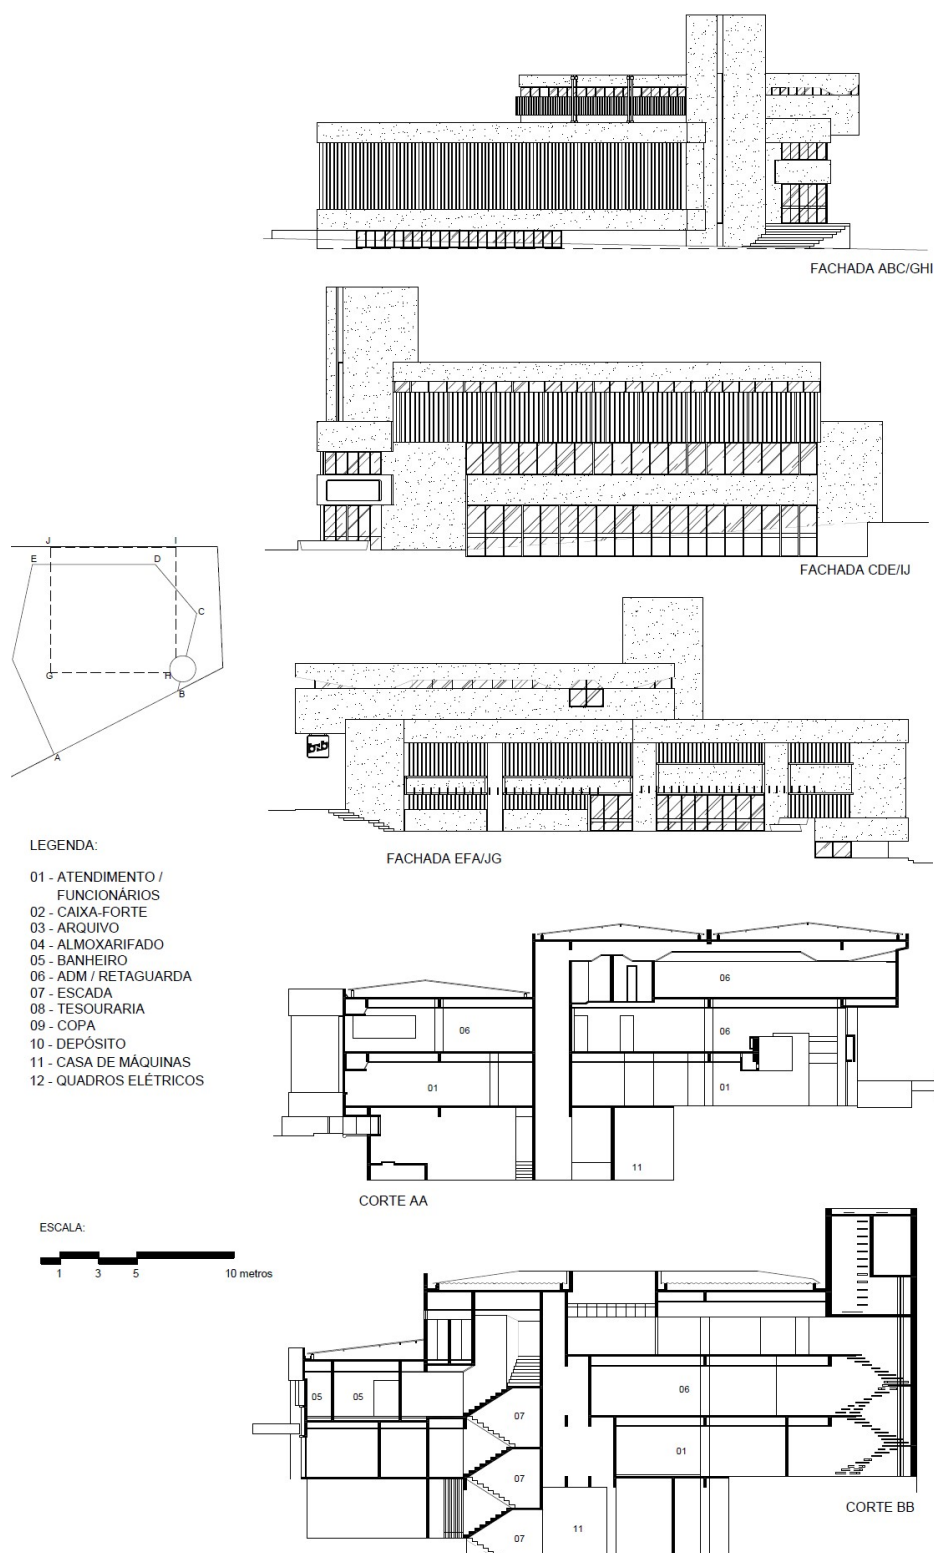 FACHADA ABC/GHI
FACHADA CDE/IJ
J
I
E
D
C
G
H
B
A
FACHADA EFA/JG
LEGENDA:
01 - ATENDIMENTO /
FUNCIONÁRIOS
02 - CAIXA-FORTE
03 - ARQUIVO
04 - ALMOXARIFADO
05 - BANHEIRO
06 - ADM / RETAGUARDA
07 - ESCADA
08 - TESOURARIA
09 - COPA
10 - DEPÓSITO
11 - CASA DE MÁQUINAS
12 - QUADROS ELÉTRICOS
06
06
06
01
01
11
CORTE AA
ESCALA:
1 3 5 10 metros
05
05
06
07
01
07
07
11
CORTE BB